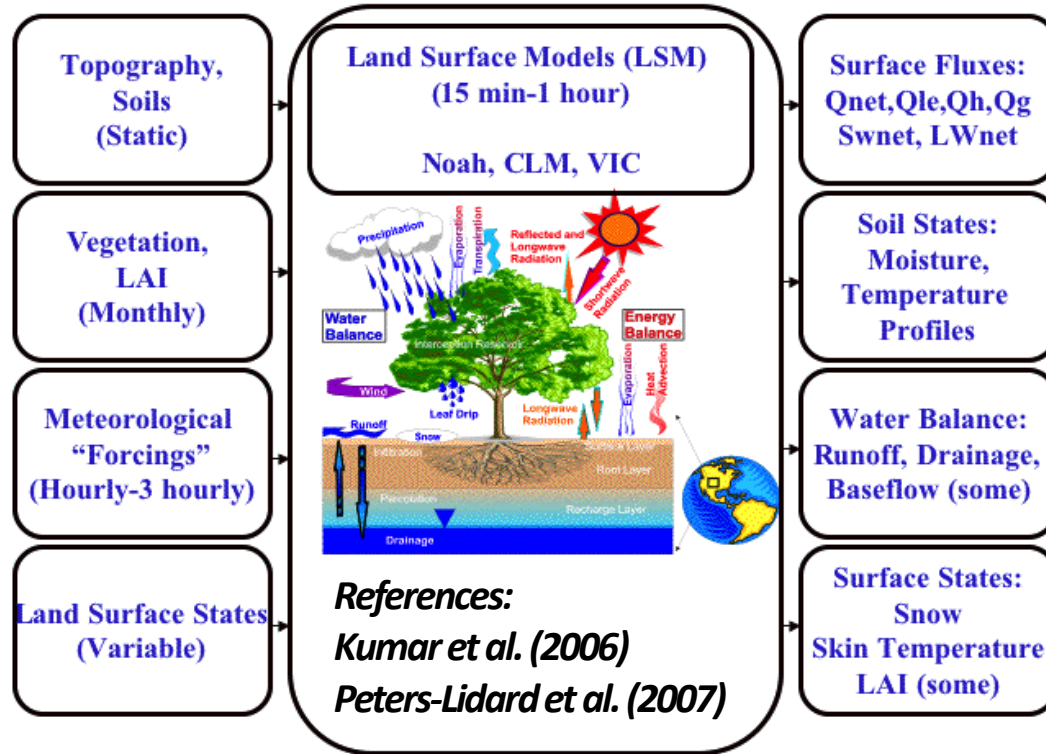 Topography,
Soils
(Static)
Vegetation,
LAI
(Monthly)
Meteorological
“Forcings”
(Hourly-3 hourly)
Land Surface States
(Variable)
Land Surface Models (LSM)
(15 min-1 hour)
Noah, CLM, VIC
Precipitation
Evaporation
Transpiration
Reflected and
Longwave
Radiation
Shortwave
Radiation
Water
Balance
Interception Reservoir
Energy
Balance
Wind
Leaf Drip
Longwave
Radiation
Evaporation
Heat
Advection
Runoff
Snow
Infiltration
Surface Layer
Root Layer
Percolation
Recharge Layer
Drainage
References:
Kumar et al. (2006)
Peters-Lidard et al. (2007)
Surface Fluxes:
Qnet,Qle,Qh,Qg
Swnet, LWnet
Soil States:
Moisture,
Temperature
Profiles
Water Balance:
Runoff, Drainage,
Baseflow (some)
Surface States:
Snow
Skin Temperature
LAI (some)